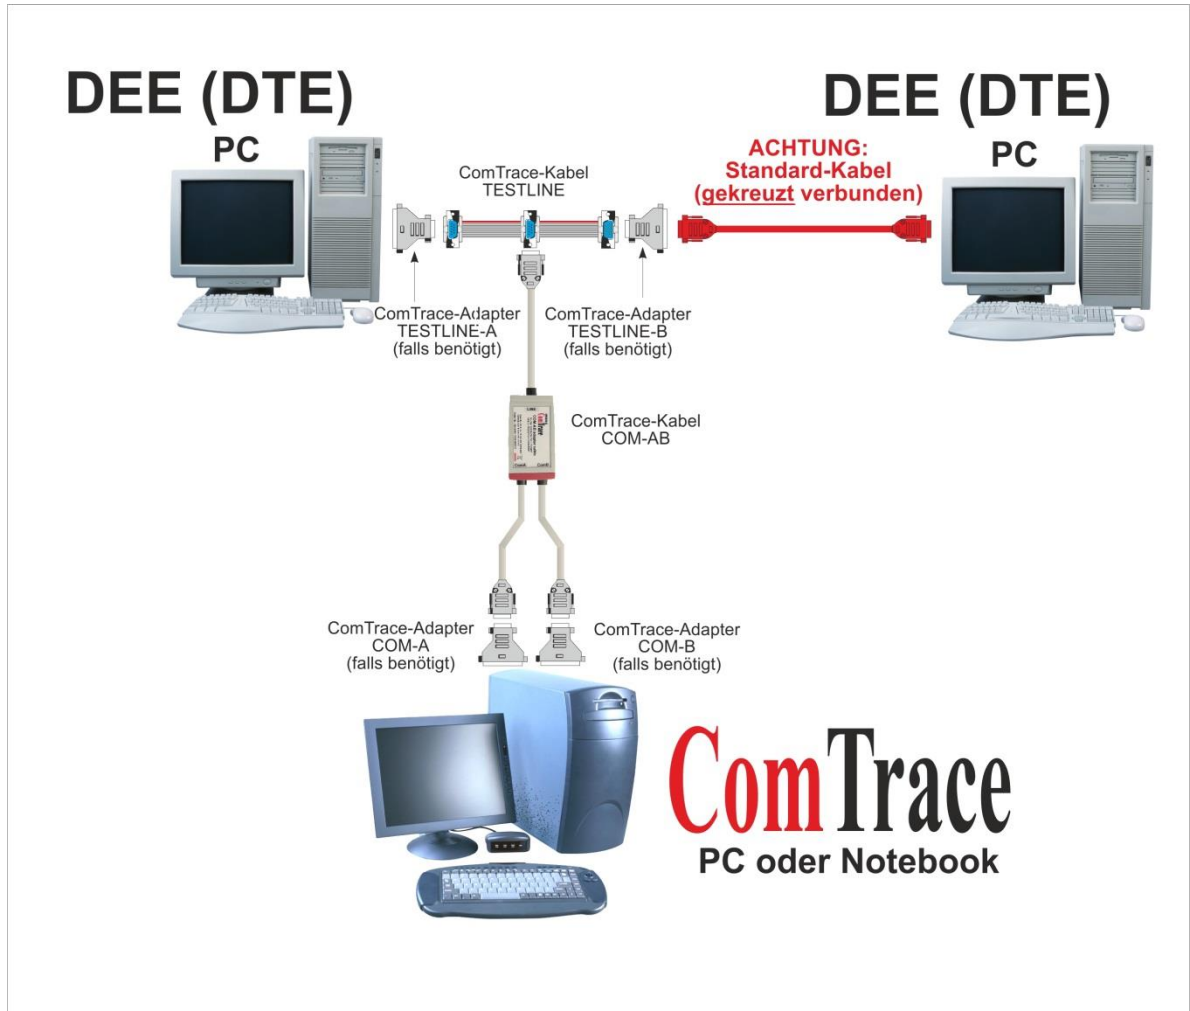 DEE (DTE)
PC
DEE (DTE)
PC
ACHTUNG:
Standard-Kabel
(gekreuzt verbunden)
ComTrace-Kabel
TESTLINE
ComTrace-Adapter
TESTLINE-A
(falls benötigt)
ComTrace-Adapter
TESTLINE-B
(falls benötigt)
ComTrace
ComTrace-Kabel
COM-AB
ComTrace-Adapter
COM-A
(falls benötigt)
ComTrace-Adapter
COM-B
(falls benötigt)
ComTrace
PC oder Notebook